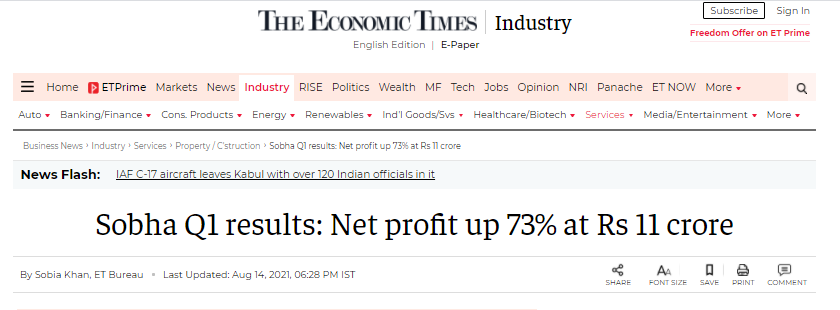 THE ECONOMIC TIMES | Industry
Subscribe Sign In
English Edition | E-Paper
Freedom Offer on ET Prime
Home ETPrime Markets News Industry RISE Politics Wealth MF Tech Jobs Opinion NRI Panache ET NOW More
Auto Banking/Finance Cons. Products Energy Renewables Ind'l Goods/Svs Healthcare/Biotech Services Media/Entertainment More
Business News › Industry › Services › Property / C'struction › Sobha Q1 results: Net profit up 73% at Rs 11 crore
News Flash: IAF C-17 aircraft leaves Kabul with over 120 Indian officials in it
Sobha Q1 results: Net profit up 73% at Rs 11 crore
By Sobia Khan, ET Bureau • Last Updated: Aug 14, 2021, 06:28 PM IST
SHARE FONT SIZE SAVE PRINT COMMENT